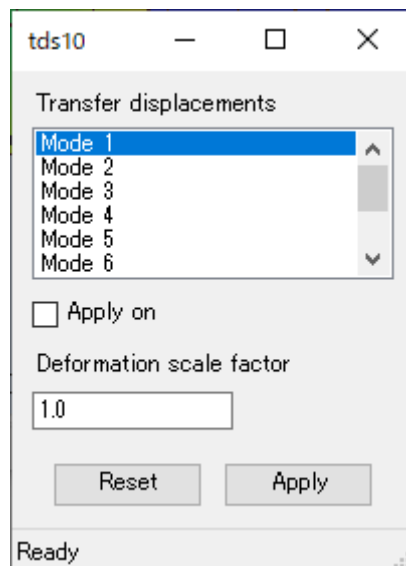 tds10
Transfer displacements
Mode 1
Mode 2
Mode 3
Mode 4
Mode 5
Mode 6
Apply on
Deformation scale factor
1.0
Reset Apply
Ready